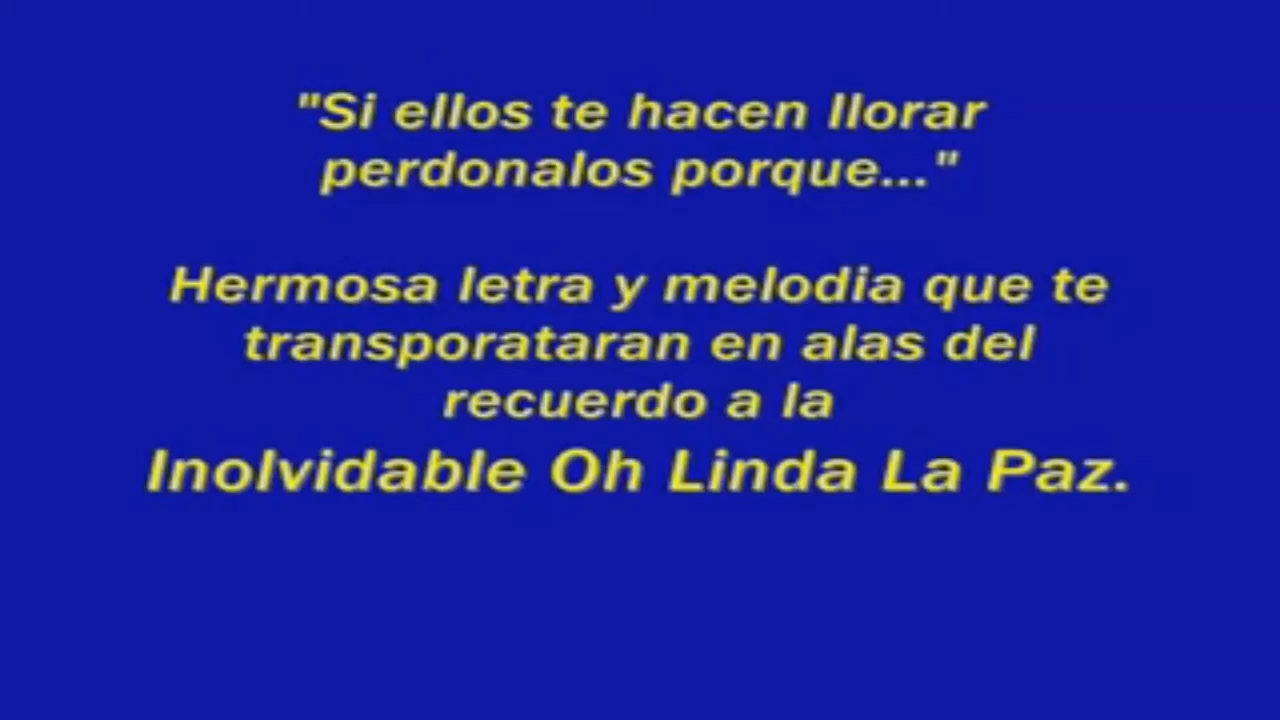 "Si ellos te hacen llorar
perdonalos porque..."
Hermosa letra y melodia que te
transporataran en alas del
recuerdo a la
Inolvidable Oh Linda La Paz.